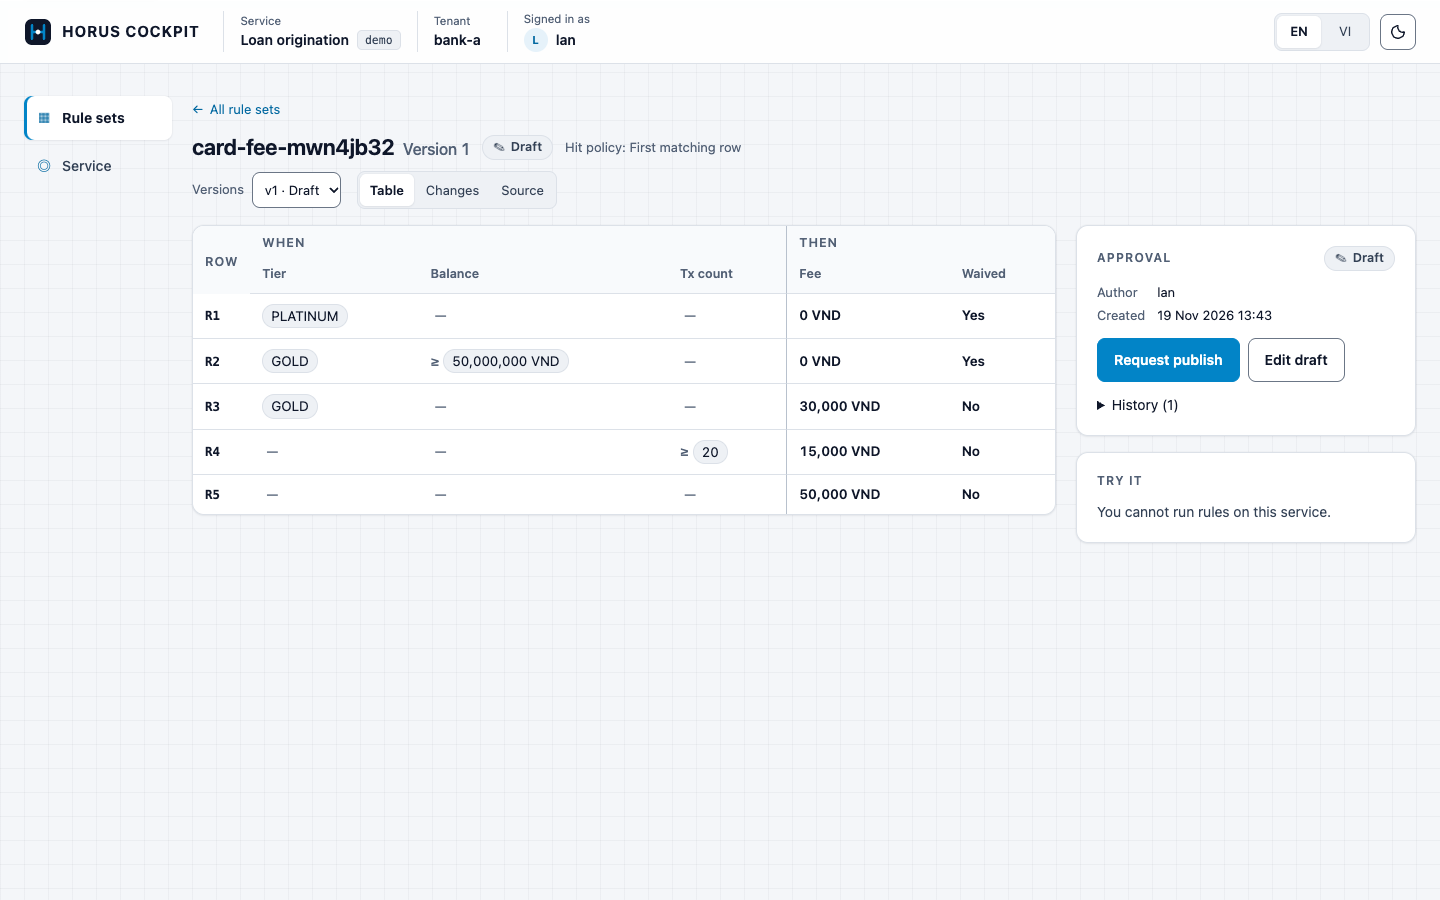 HORUS COCKPIT
Service
Loan origination demo
Tenant
bank-a
Signed in as
L lan
EN VI
Rule sets
Service
← All rule sets
card-fee-mwn4jb32 Version 1 ✎ Draft Hit policy: First matching row
Versions v1 · Draft Table Changes Source
ROW WHEN THEN
Tier Balance Tx count Fee Waived
R1 PLATINUM — — 0 VND Yes
R2 GOLD ≥ 50,000,000 VND — 0 VND Yes
R3 GOLD — — 30,000 VND No
R4 — — ≥ 20 15,000 VND No
R5 — — — 50,000 VND No
APPROVAL ✎ Draft
Author lan
Created 19 Nov 2026 13:43
Request publish Edit draft
▶ History (1)
TRY IT
You cannot run rules on this service.